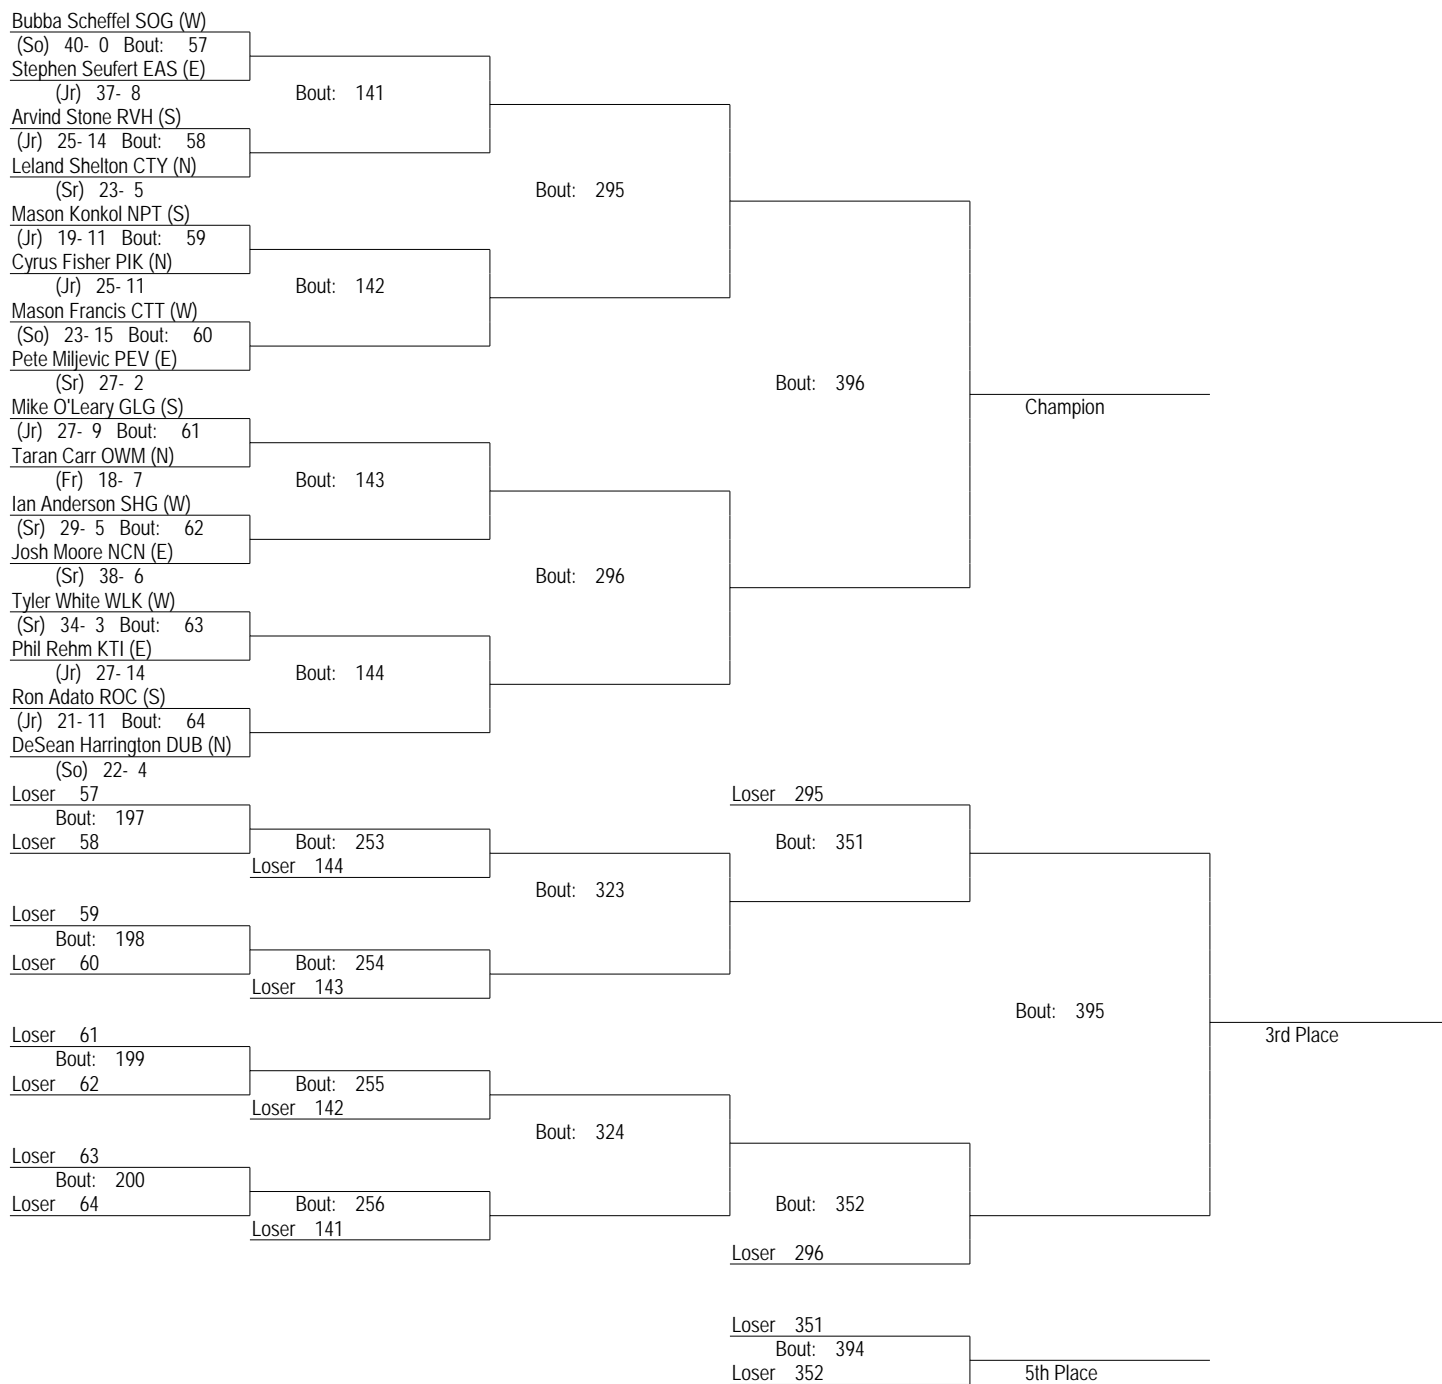 Bubba Scheffel SOG (W)
(So) 40- 0 Bout: 57
Stephen Seufert EAS (E)
(Jr) 37- 8 Bout: 141
Arvind Stone RVH (S)
(Jr) 25- 14 Bout: 58
Leland Shelton CTY (N)
(Sr) 23- 5 Bout: 295
Mason Konkol NPT (S)
(Jr) 19- 11 Bout: 59
Cyrus Fisher PIK (N)
(Jr) 25- 11 Bout: 142
Mason Francis CTT (W)
(So) 23- 15 Bout: 60
Pete Miljevic PEV (E)
(Sr) 27- 2 Bout: 396
Mike O'Leary GLG (S) Champion
(Jr) 27- 9 Bout: 61
Taran Carr OWM (N)
(Fr) 18- 7 Bout: 143
Ian Anderson SHG (W)
(Sr) 29- 5 Bout: 62
Josh Moore NCN (E)
(Sr) 38- 6 Bout: 296
Tyler White WLK (W)
(Sr) 34- 3 Bout: 63
Phil Rehm KTI (E)
(Jr) 27- 14 Bout: 144
Ron Adato ROC (S)
(Jr) 21- 11 Bout: 64
DeSean Harrington DUB (N)
(So) 22- 4
Loser 57 Loser 295
Bout: 197
Loser 58 Bout: 253 Bout: 351
Loser 144
Bout: 323
Loser 59
Bout: 198
Loser 60 Bout: 254
Loser 143
Bout: 395
Loser 61 3rd Place
Bout: 199
Loser 62 Bout: 255
Loser 142
Bout: 324
Loser 63
Bout: 200
Loser 64 Bout: 256 Bout: 352
Loser 141
Loser 296
Loser 351
Bout: 394
Loser 352 5th Place